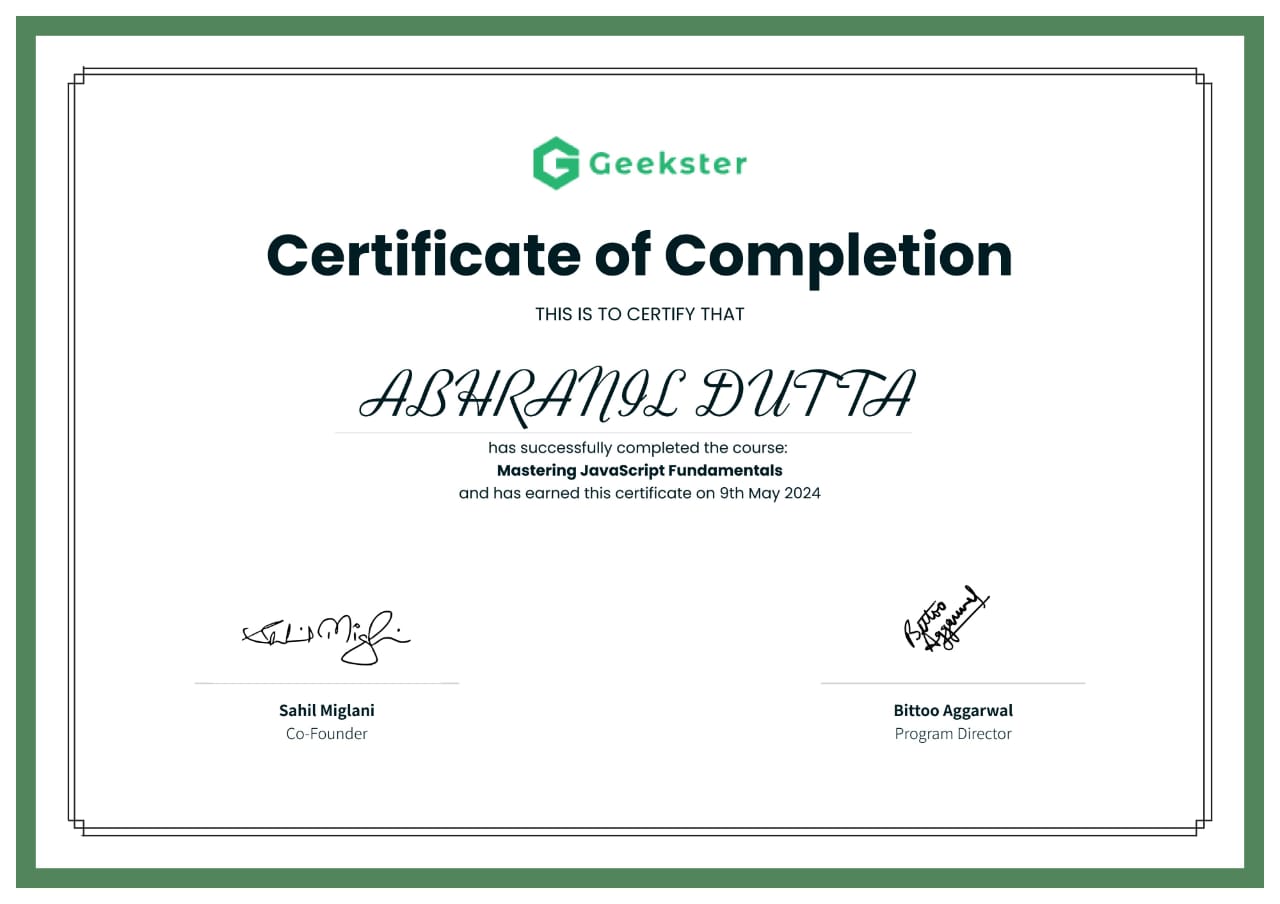 Geekster
Certificate of Completion
THIS IS TO CERTIFY THAT
ABHRANIL DUTTA
has successfully completed the course:
Mastering JavaScript Fundamentals
and has earned this certificate on 9th May 2024
Sahil Miglani
Bittoo
Aggarwal
Sahil Miglani
Co-Founder
Bittoo Aggarwal
Program Director